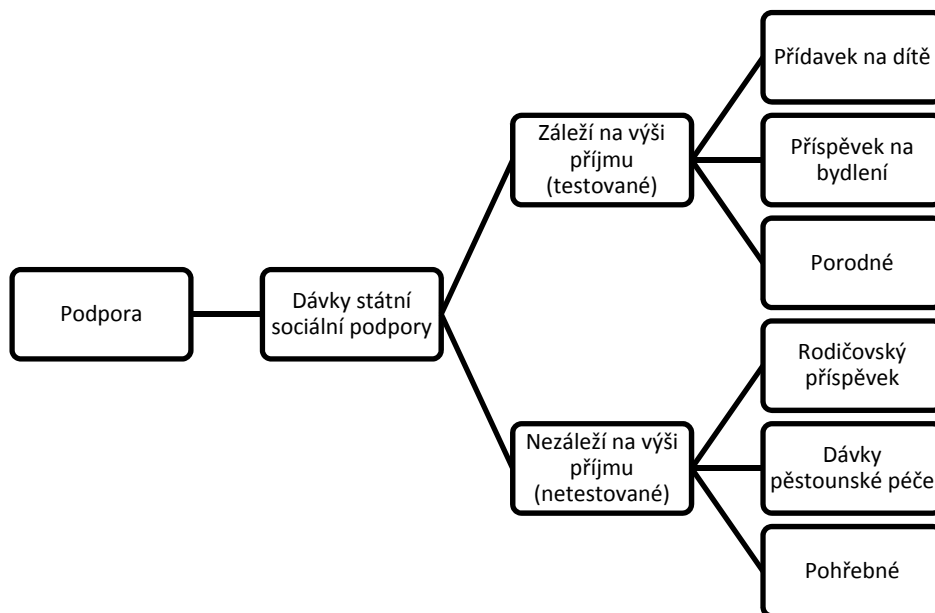 Podpora
Dávky státní
sociální podpory
Záleží na výši
příjmu
(testované)
Přídavek na dítě
Příspěvek na
bydlení
Porodné
Nezáleží na výši
příjmu
(netestované)
Rodičovský
příspěvek
Dávky
pěstounské péče
Pohřebné